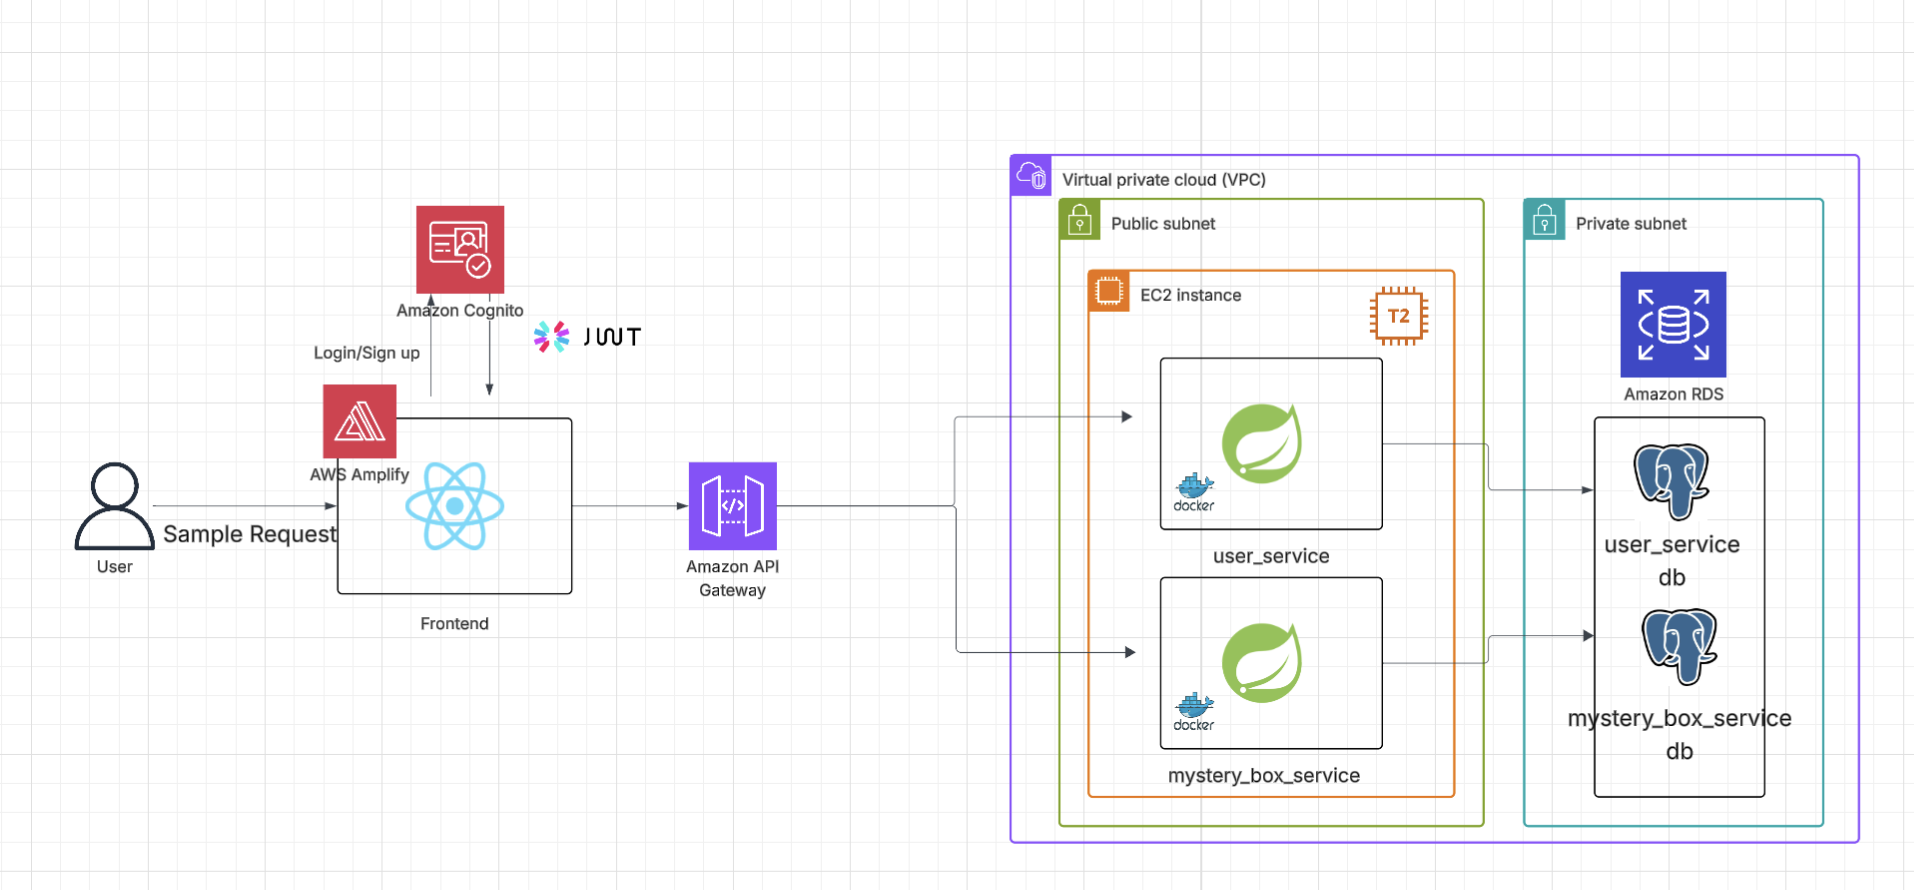 Virtual private cloud (VPC)
Public subnet
Private subnet
EC2 instance
T2
Amazon Cognito
JWT
Login/Sign up
Amazon RDS
AWS Amplify
docker
Sample Request
user_service
db
user_service
User
Amazon API
Gateway
Frontend
docker
mystery_box_service
db
mystery_box_service